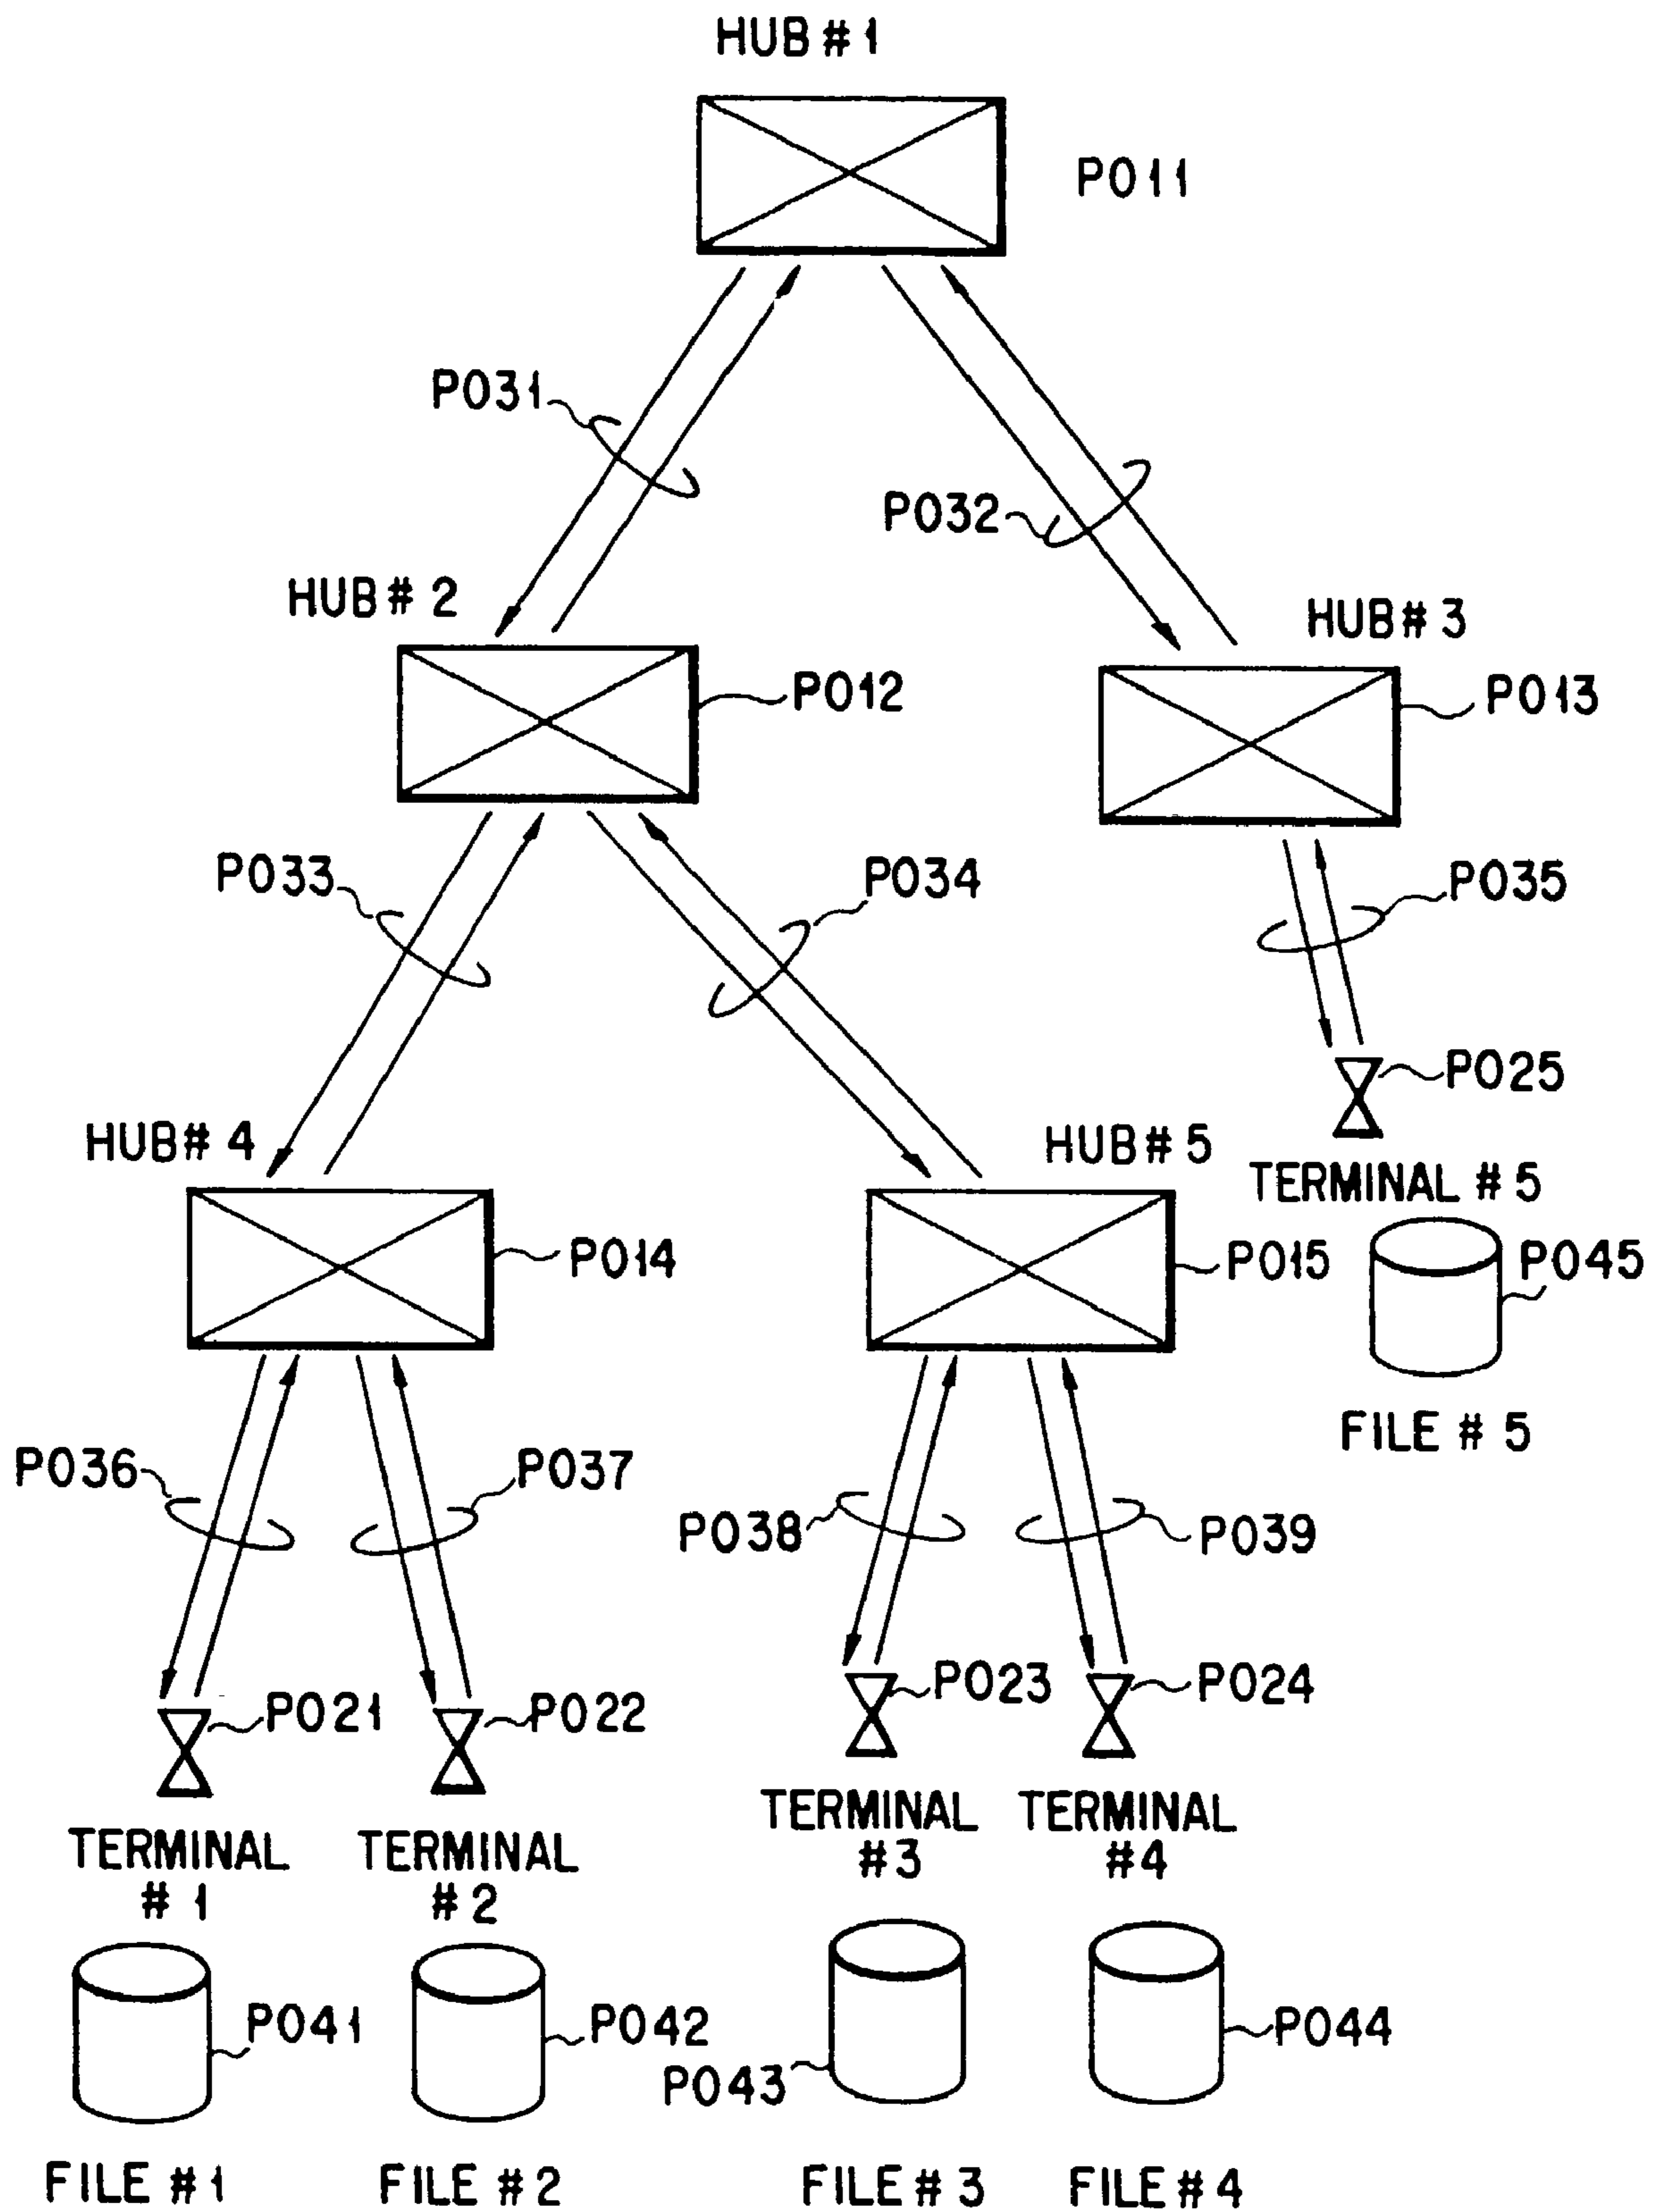 HUB # 1
P011
P031
P032
HUB # 2
HUB # 3
P012
P013
P033
P034
P035
P025
HUB # 4
HUB # 5
TERMINAL # 5
P014
P015
P045
FILE # 5
P036
P037
P038
P039
P021
P022
P023
P024
TERMINAL
# 1
TERMINAL
# 2
TERMINAL
#3
TERMINAL
#4
P041
P042
P043
P044
FILE # 1
FILE # 2
FILE # 3
FILE # 4